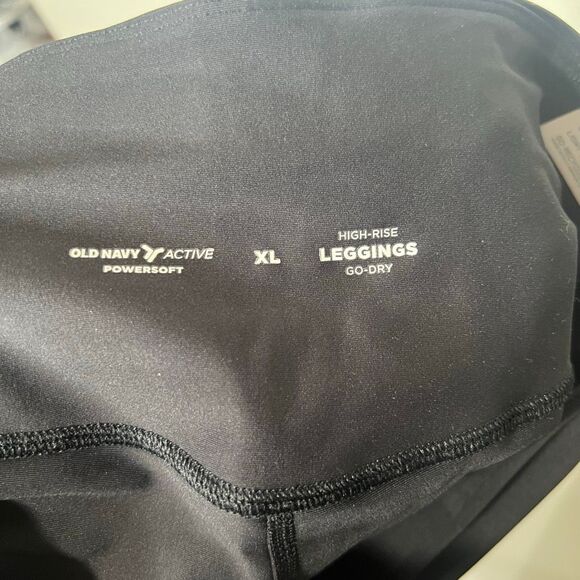 OLD NAVY ACTIVE
POWERSOFT
XL
HIGH-RISE
LEGGINGS
GO-DRY